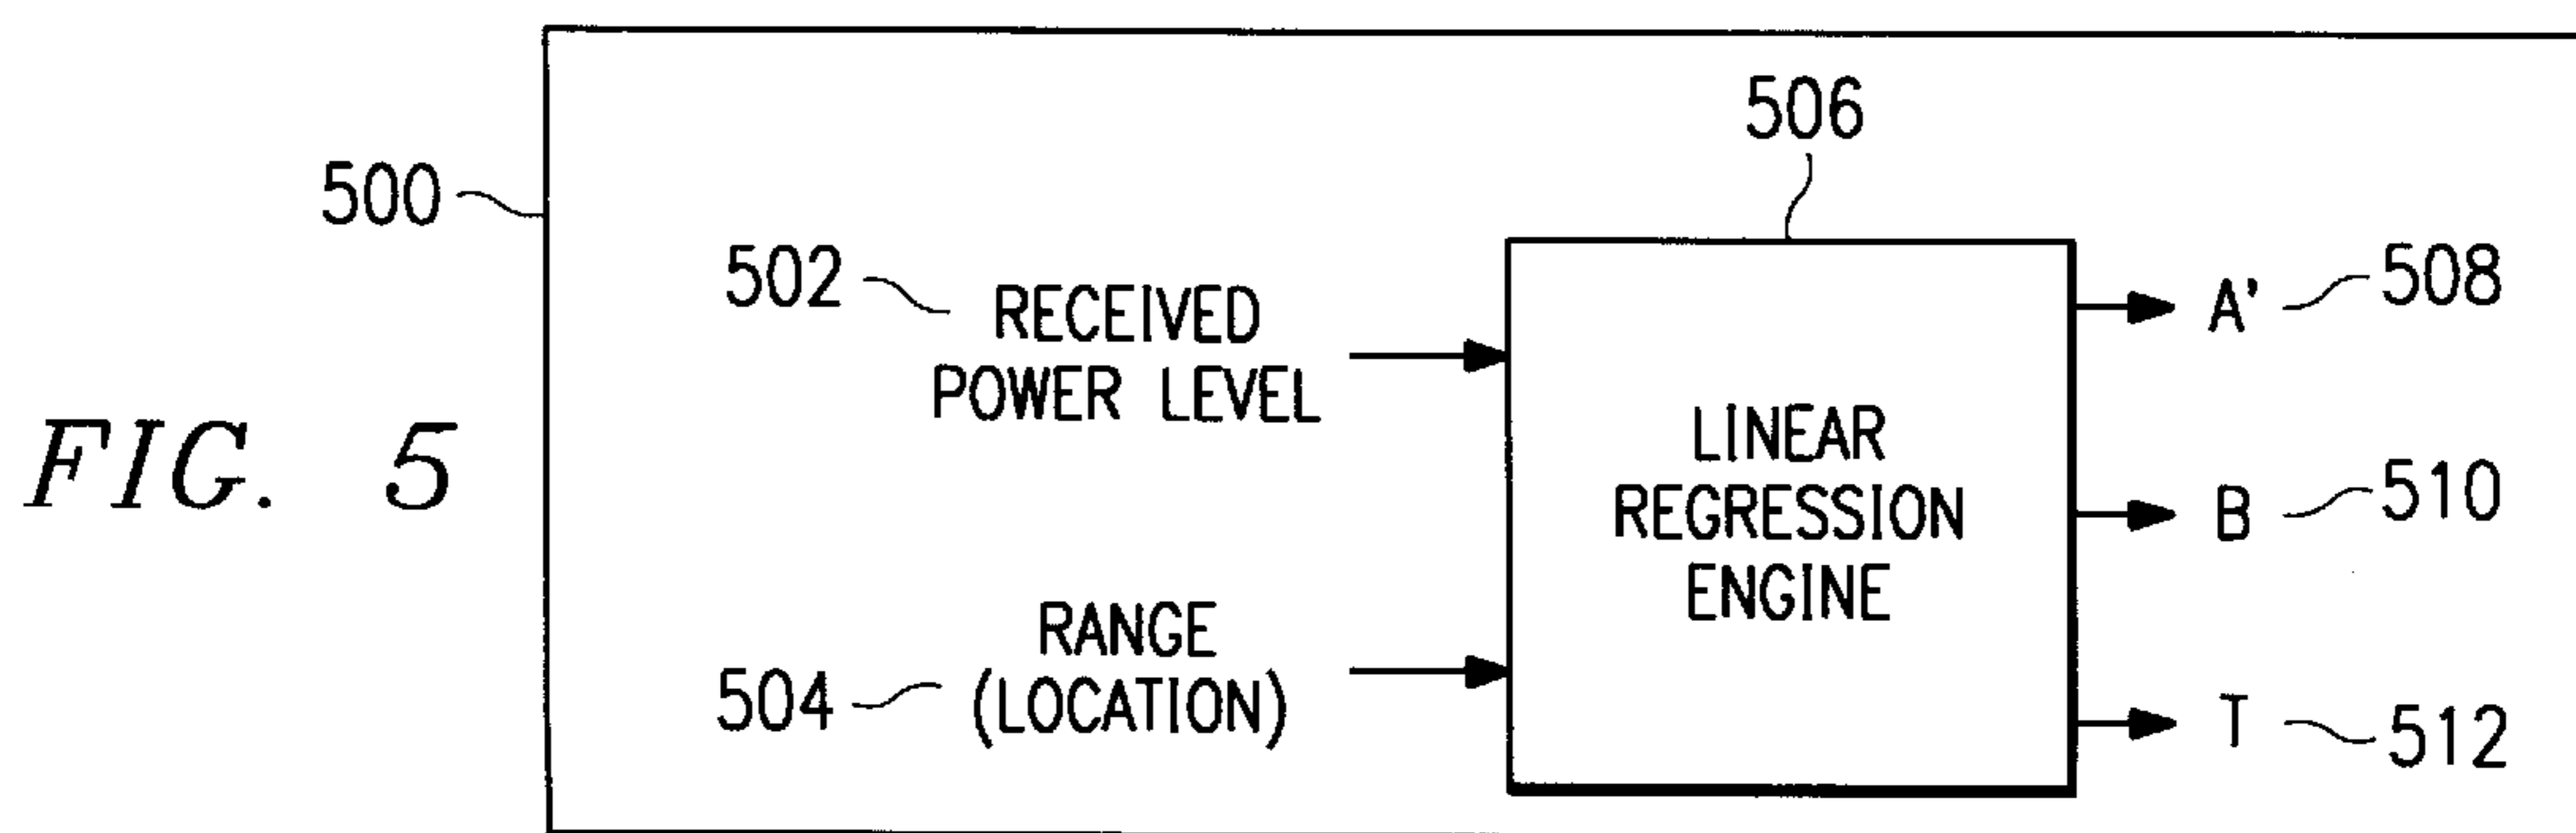 506
500
502
RECEIVED
POWER LEVEL
A' 508
LINEAR
REGRESSION
ENGINE
FIG. 5
B 510
RANGE
504 (LOCATION)
T 512